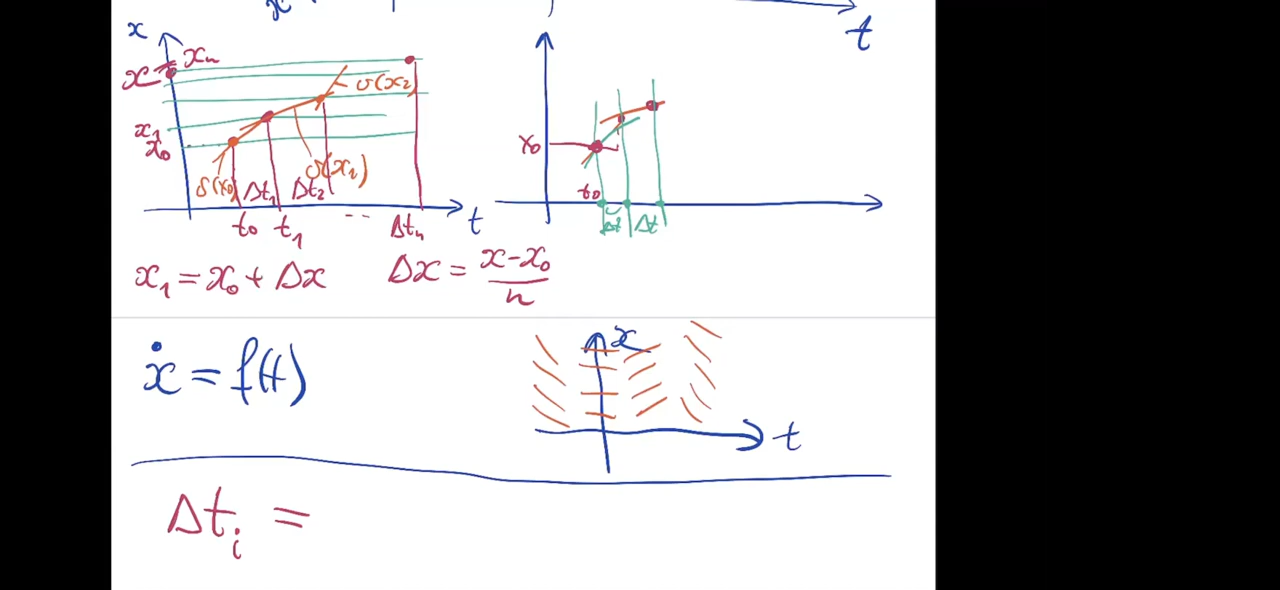 t
x
xₙ
x
x₁
x₀
υ(x₂)
υ(x₁)
υ(x₀)
Δt₁ Δt₂
t₀ t₁ -- Δtₙ t
x₀
t₀
Δt Δt
x₁ = x₀ + Δx Δx = (x-x₀)/n
ẋ = f(t)
x
t
Δtᵢ =